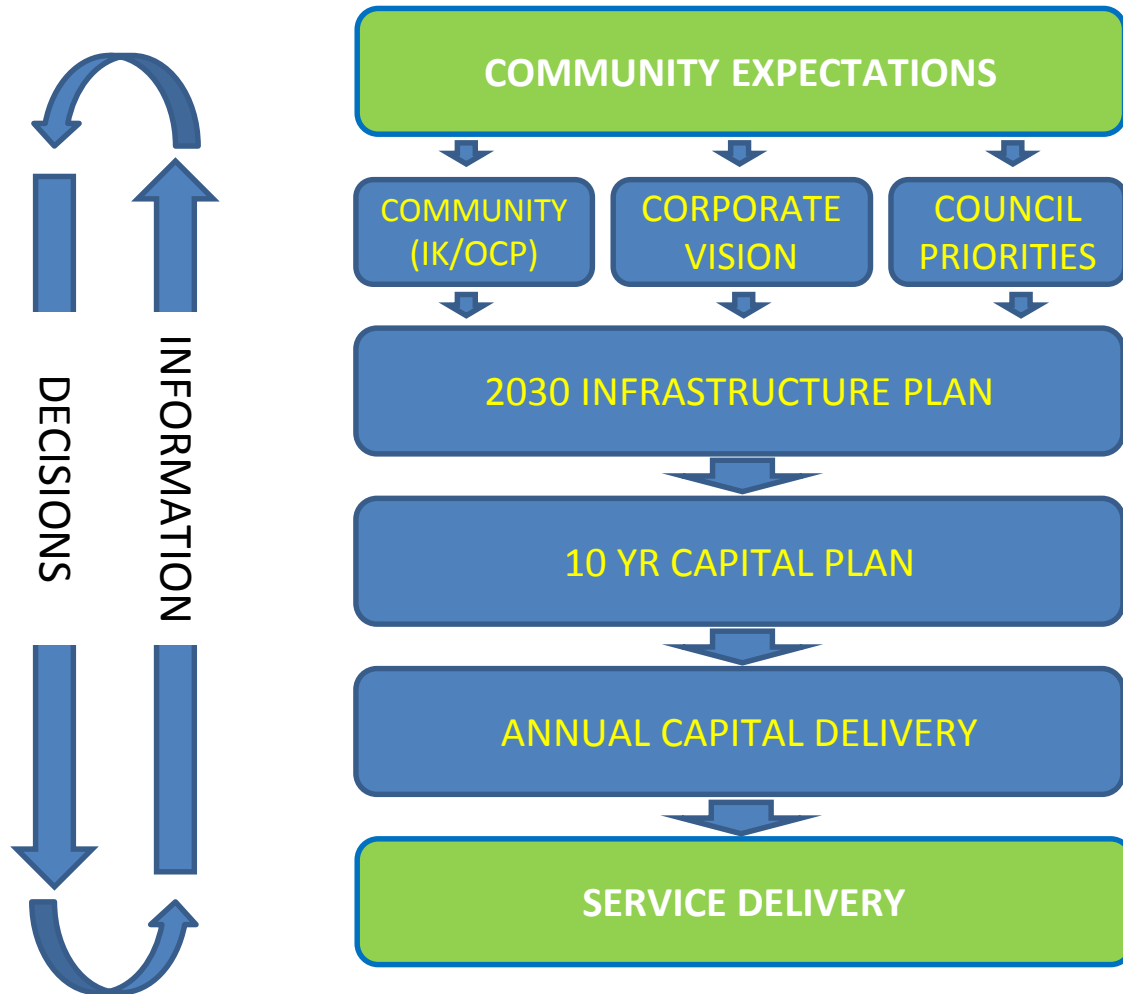 COMMUNITY EXPECTATIONS
COMMUNITY
(IK/OCP)
CORPORATE
VISION
COUNCIL
PRIORITIES
2030 INFRASTRUCTURE PLAN
10 YR CAPITAL PLAN
ANNUAL CAPITAL DELIVERY
SERVICE DELIVERY
DECISIONS
INFORMATION